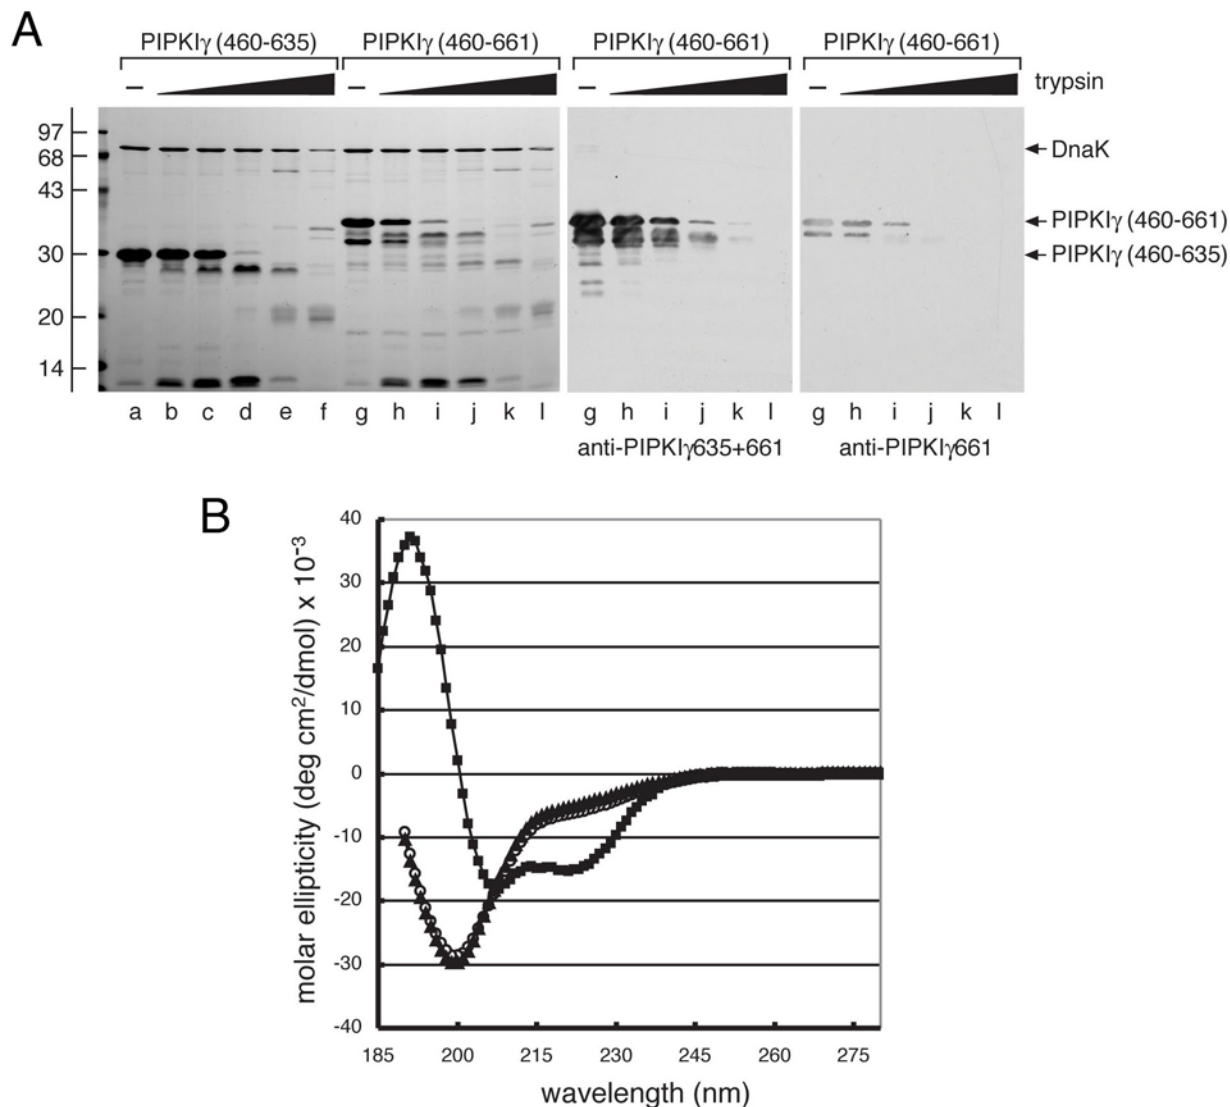 A
PIPKIγ (460-635) PIPKIγ (460-661) PIPKIγ (460-661) PIPKIγ (460-661)
– – – – trypsin
97
68
43
30
20
14
DnaK
PIPKIγ (460-661)
PIPKIγ (460-635)
a b c d e f g h i j k l g h i j k l g h i j k l
anti-PIPKIγ635+661 anti-PIPKIγ661
B
molar ellipticity (deg cm²/dmol) x 10⁻³
40
30
20
10
0
-10
-20
-30
-40
185 200 215 230 245 260 275
wavelength (nm)